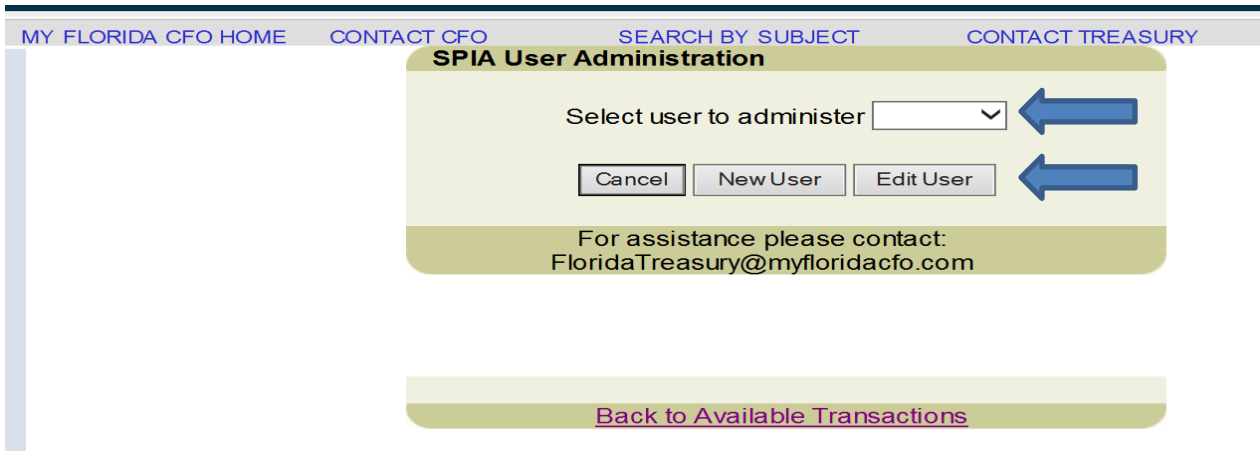 MY FLORIDA CFO HOME CONTACT CFO SEARCH BY SUBJECT CONTACT TREASURY
SPIA User Administration
Select user to administer
Cancel New User Edit User
For assistance please contact:
FloridaTreasury@myfloridacfo.com
Back to Available Transactions